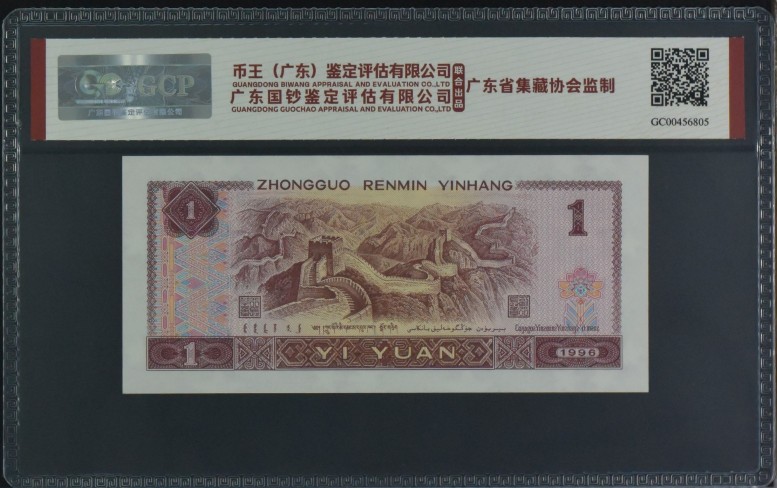 GCP
币王（广东）鉴定评估有限公司
GUANGDONG BIWANG APPRAISAL AND EVALUATION CO.,LTD
广东国钞鉴定评估有限公司
GUANGDONG GUOCHAO APPRAISAL AND EVALUATION CO.,LTD
联合出品
广东省集藏协会监制
GC00456805
ZHONGGUO RENMIN YINHANG
1
1
1
YI YUAN
1996